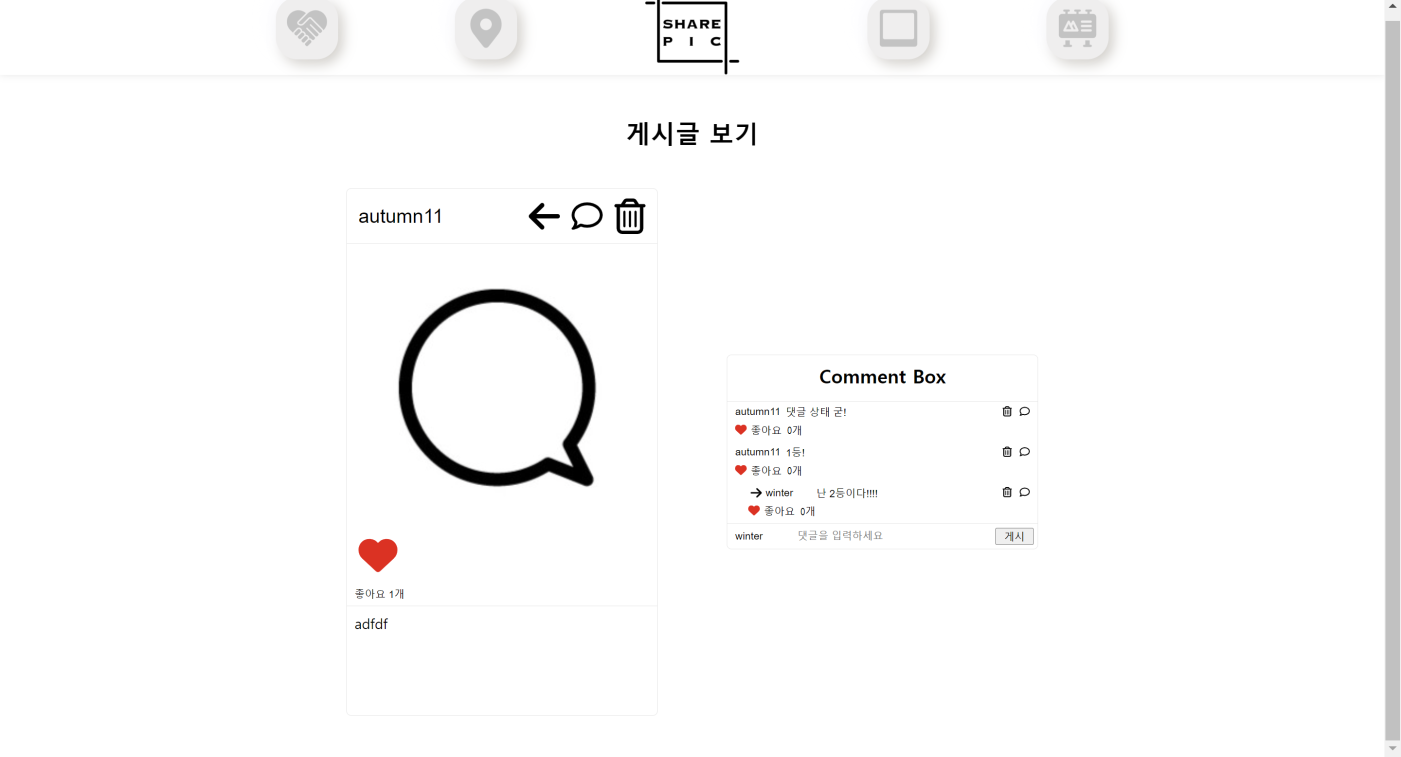 SHARE
PIC
게시글 보기
autumn11
좋아요 1개
adfdf
Comment Box
autumn11 댓글 상태 굳!
좋아요 0개
autumn11 1등!
좋아요 0개
winter 난 2등이다!!!!
좋아요 0개
winter 댓글을 입력하세요 게시